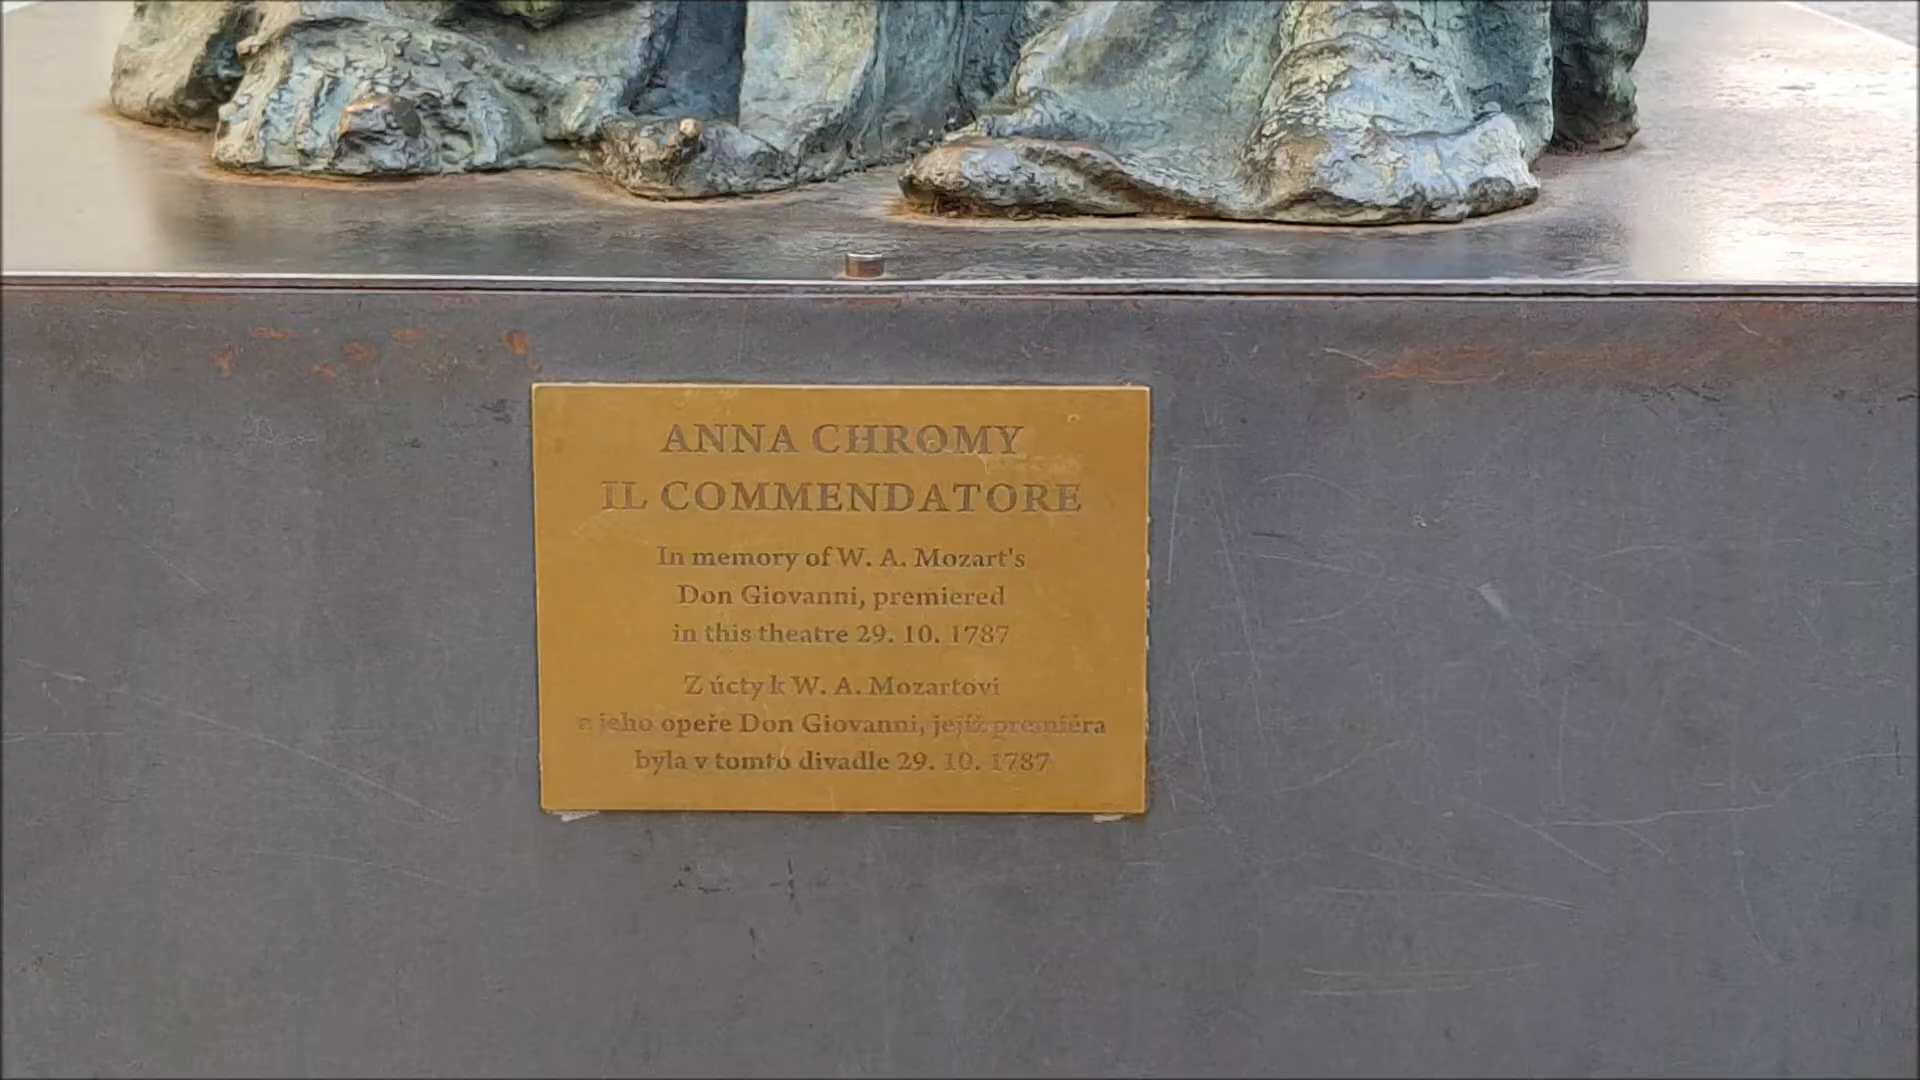 ANNA CHROMY
IL COMMENDATORE
In memory of W. A. Mozart's
Don Giovanni, premiered
in this theatre 29. 10. 1787
Z úcty k W. A. Mozartovi
a jeho opeře Don Giovanni, jejíž premiéra
byla v tomto divadle 29. 10. 1787